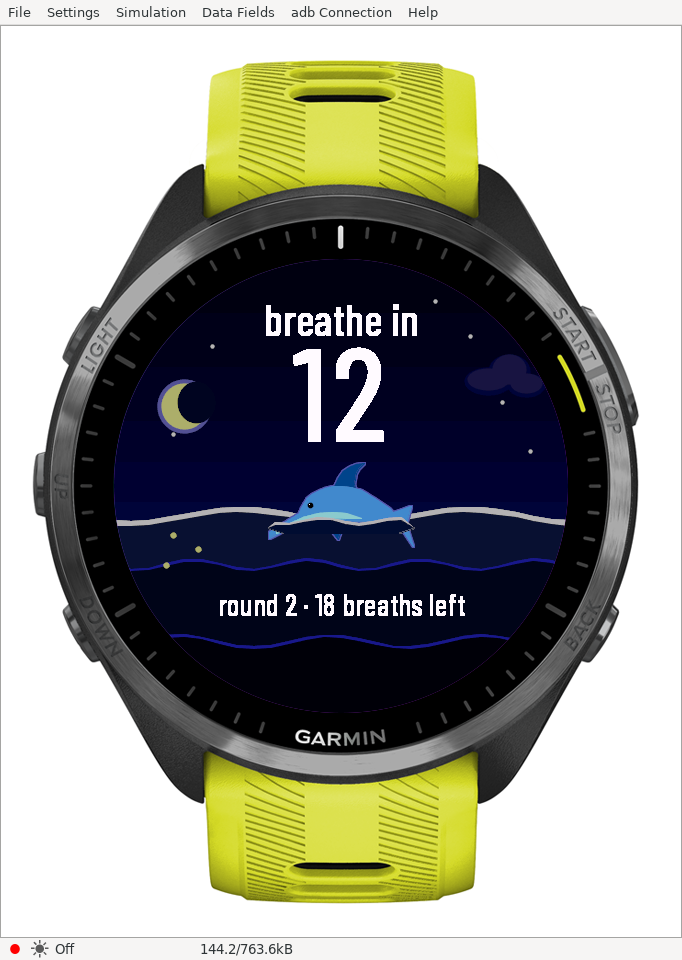 File Settings Simulation Data Fields adb Connection Help
LIGHT
START
STOP
UP
DOWN
BACK
breathe in
12
round 2 · 18 breaths left
GARMIN
Off 144.2/763.6kB